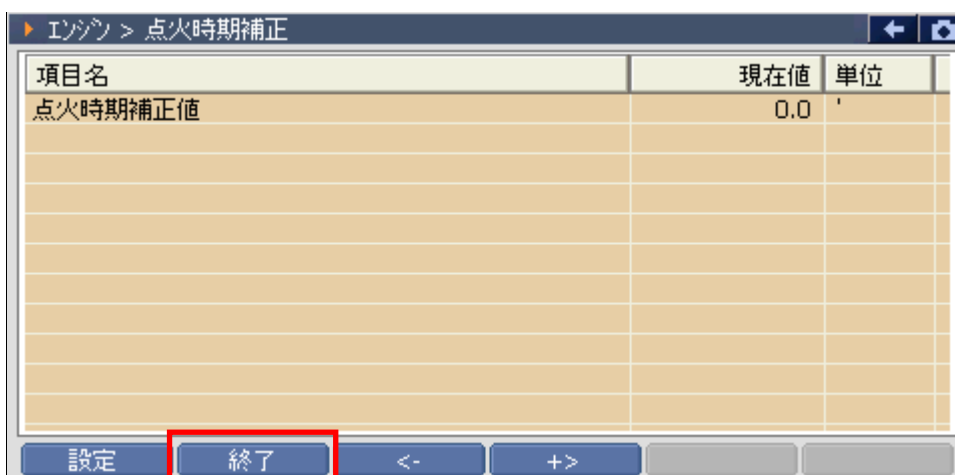 エンジン > 点火時期補正
項目名 現在値 単位
点火時期補正値 0.0 '
設定 終了 <- +>